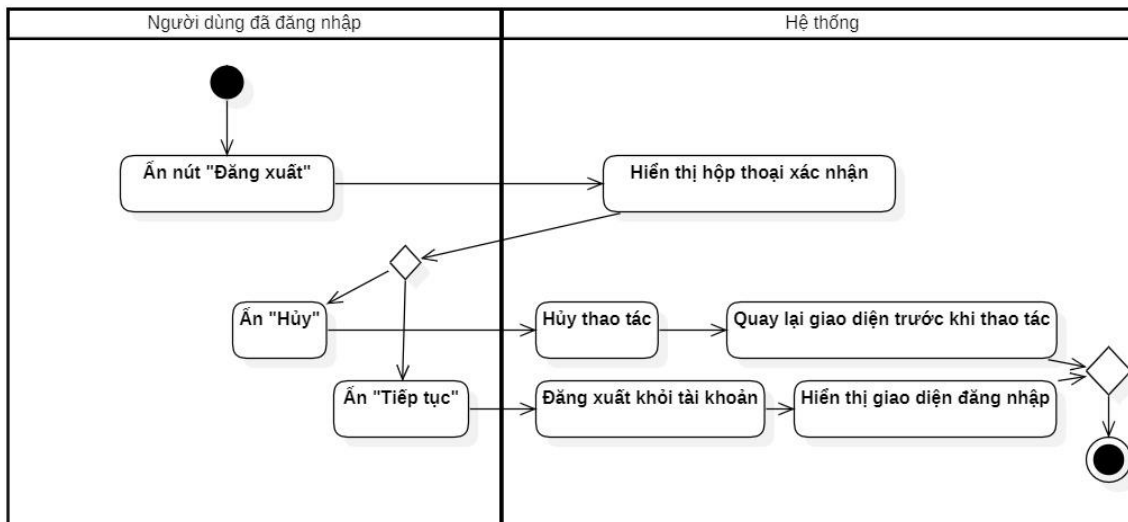 Người dùng đã đăng nhập
Hệ thống
Ấn nút "Đăng xuất"
Hiển thị hộp thoại xác nhận
Ấn "Hủy"
Hủy thao tác
Quay lại giao diện trước khi thao tác
Ấn "Tiếp tục"
Đăng xuất khỏi tài khoản
Hiển thị giao diện đăng nhập